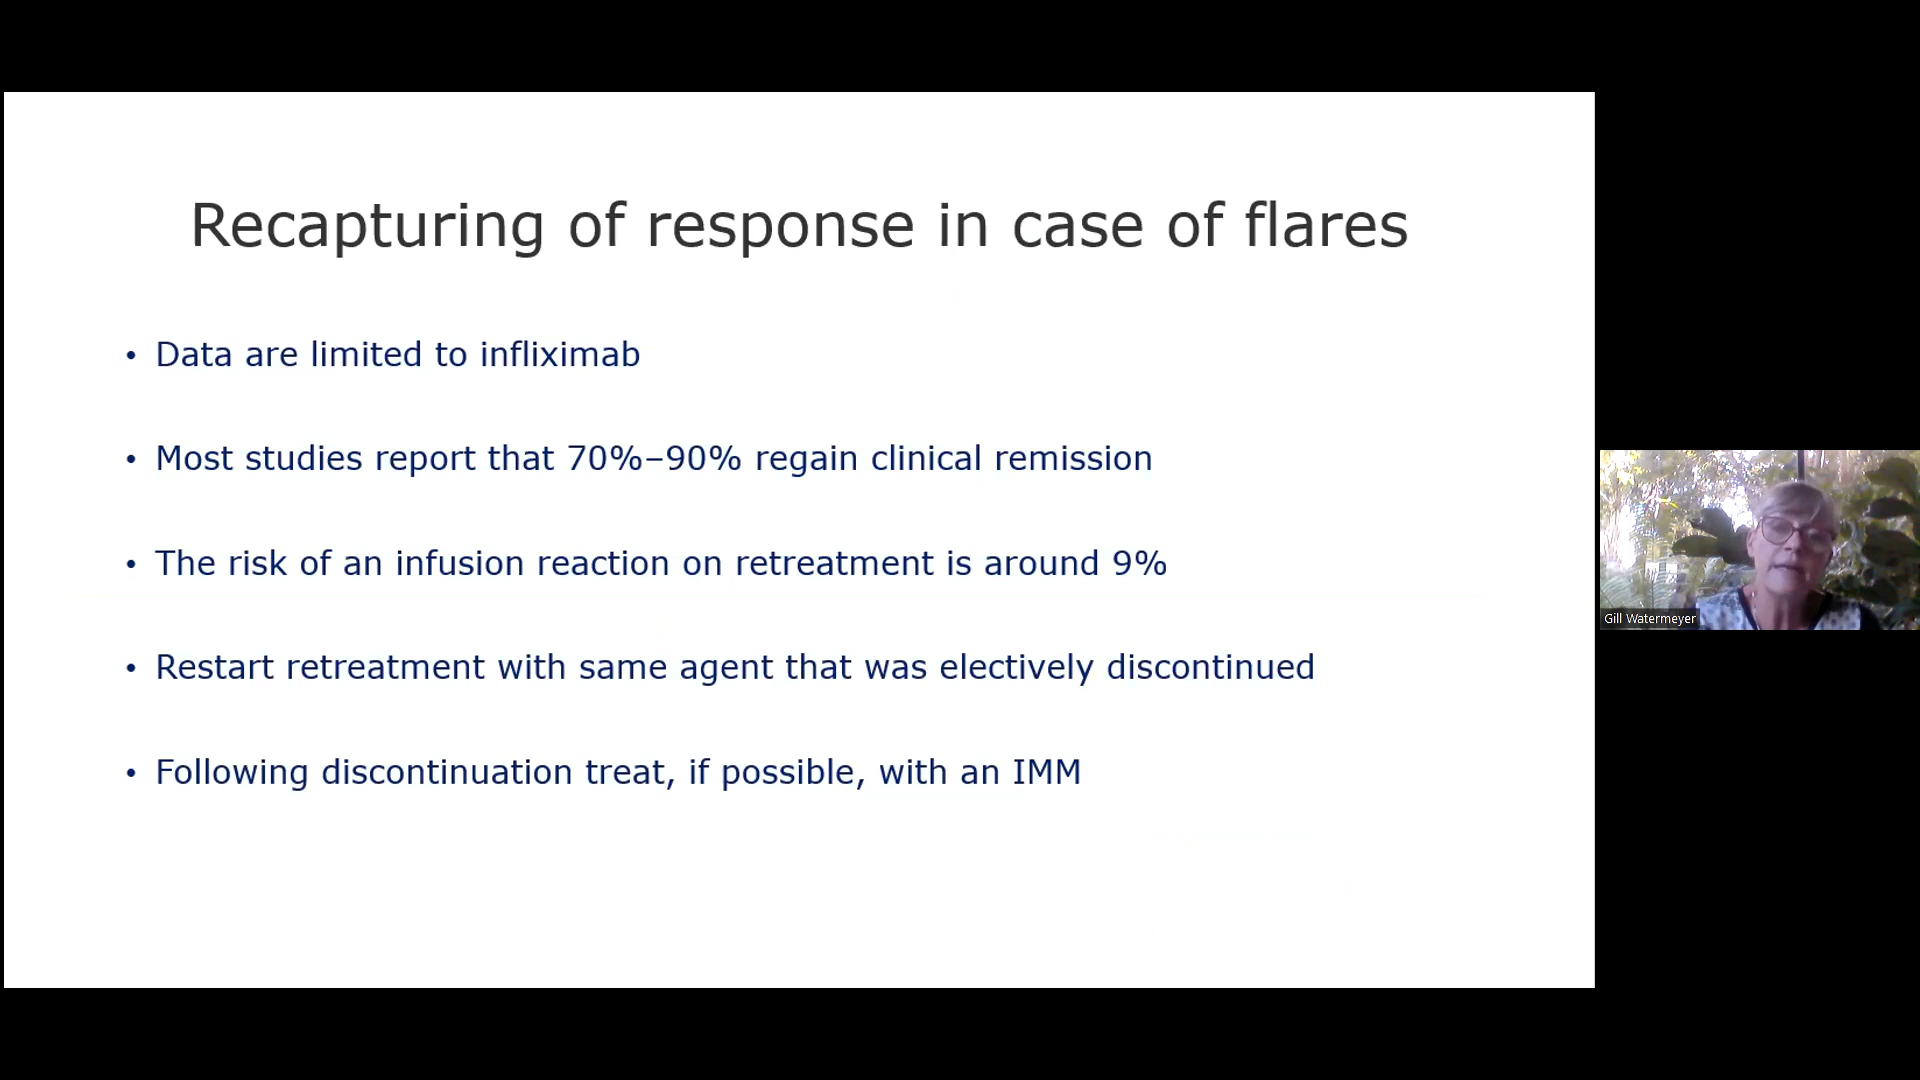 Recapturing of response in case of flares
• Data are limited to infliximab
• Most studies report that 70%–90% regain clinical remission
• The risk of an infusion reaction on retreatment is around 9%
• Restart retreatment with same agent that was electively discontinued
• Following discontinuation treat, if possible, with an IMM
Gill Watermeyer